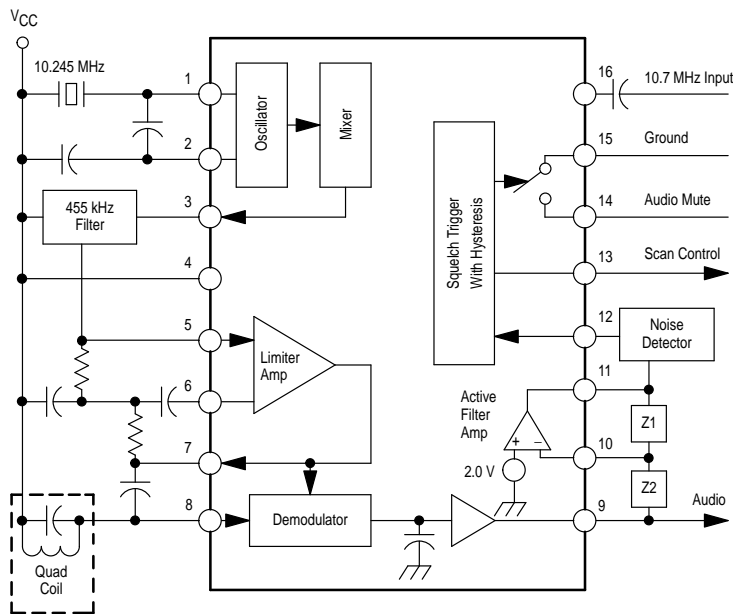 VCC
10.245 MHz
1
Oscillator
Mixer
2
455 kHz
Filter
3
4
5
Limiter
Amp
6
7
8
Demodulator
Quad
Coil
16
10.7 MHz Input
15
Ground
Squelch Trigger
With Hysteresis
14
Audio Mute
13
Scan Control
12
Noise
Detector
11
Active
Filter
Amp
+
–
Z1
10
2.0 V
Z2
9
Audio